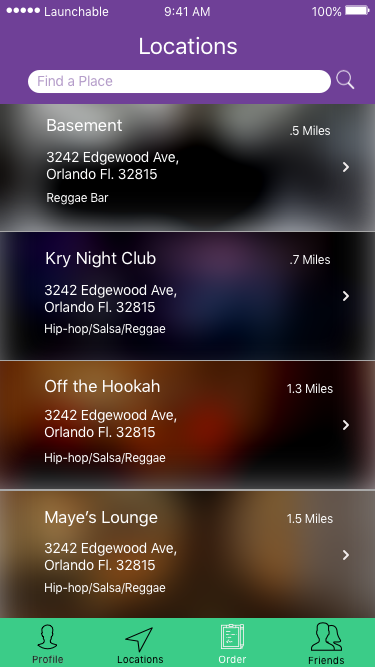 Launchable 9:41 AM 100%
Locations
Find a Place
Basement .5 Miles
3242 Edgewood Ave,
Orlando Fl. 32815
Reggae Bar
Kry Night Club .7 Miles
3242 Edgewood Ave,
Orlando Fl. 32815
Hip-hop/Salsa/Reggae
Off the Hookah 1.3 Miles
3242 Edgewood Ave,
Orlando Fl. 32815
Hip-hop/Salsa/Reggae
Maye's Lounge 1.5 Miles
3242 Edgewood Ave,
Orlando Fl. 32815
Hip-hop/Salsa/Reggae
Profile Locations Order Friends